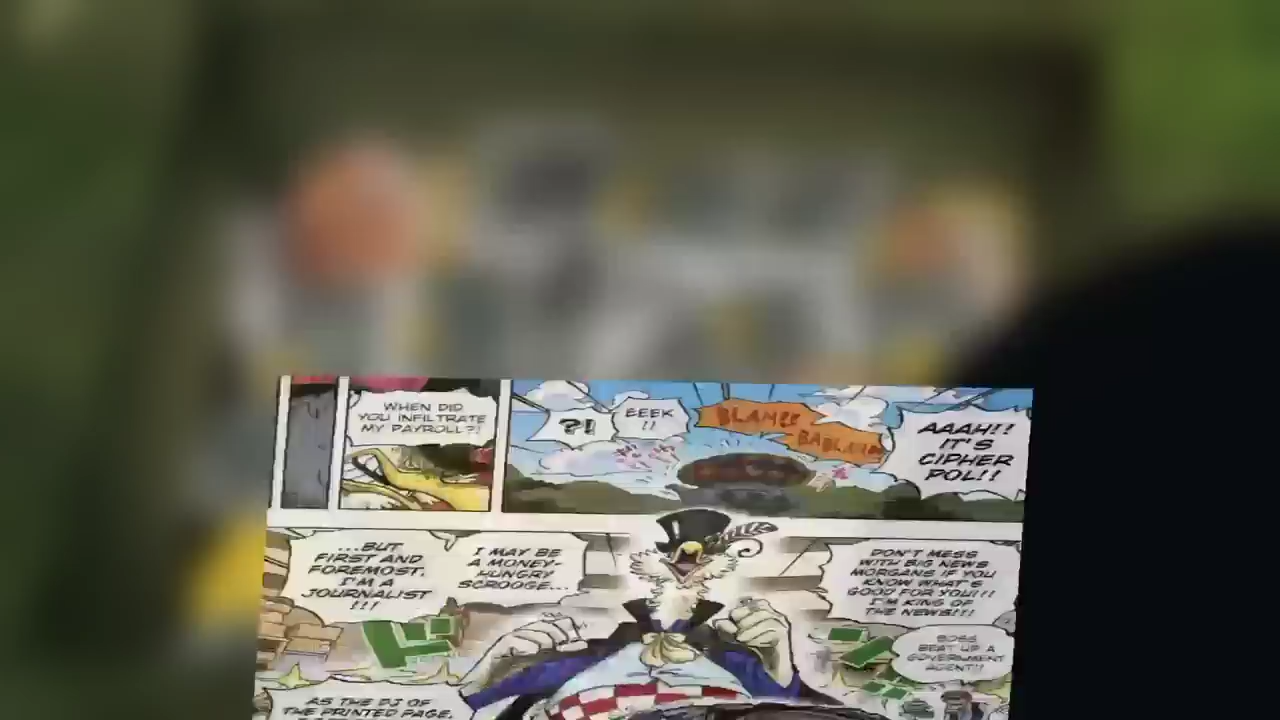 WHEN DID
YOU INFILTRATE
MY PAYROLL?!
?!
EEEK
!!
AAAH!!
IT'S
CIPHER
POL!!
...BUT
FIRST AND
FOREMOST,
I'M A
JOURNALIST
!!!
I MAY BE
A MONEY-
HUNGRY
SCROOGE...
DON'T MESS
WITH BIG NEWS
MORGANS IF YOU
KNOW WHAT'S
GOOD FOR YOU!!!
I'M KING OF
THE NEWS!!!
BOSS
BEAT UP A
GOVERNMENT
AGENT!!
AS THE DJ OF
THE PRINTED PAGE,